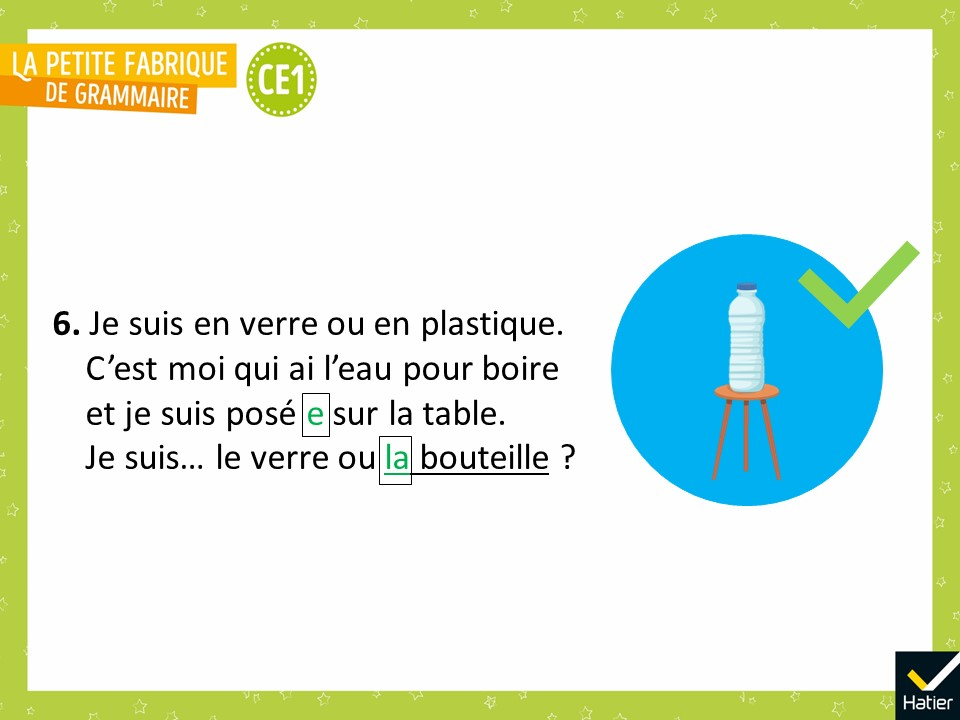 LA PETITE FABRIQUE
DE GRAMMAIRE
CE1
6. Je suis en verre ou en plastique.
C’est moi qui ai l’eau pour boire
et je suis posé e sur la table.
Je suis… le verre ou la bouteille ?
Hatier